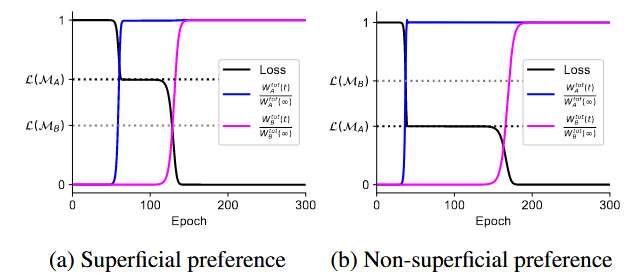 1
L(M_A)
L(M_B)
0
0 100 200 300
Epoch
Loss
W_A^tot(t) / W_A^tot(∞)
W_B^tot(t) / W_B^tot(∞)
(a) Superficial preference
1
L(M_B)
L(M_A)
0
0 100 200 300
Epoch
Loss
W_A^tot(t) / W_A^tot(∞)
W_B^tot(t) / W_B^tot(∞)
(b) Non-superficial preference